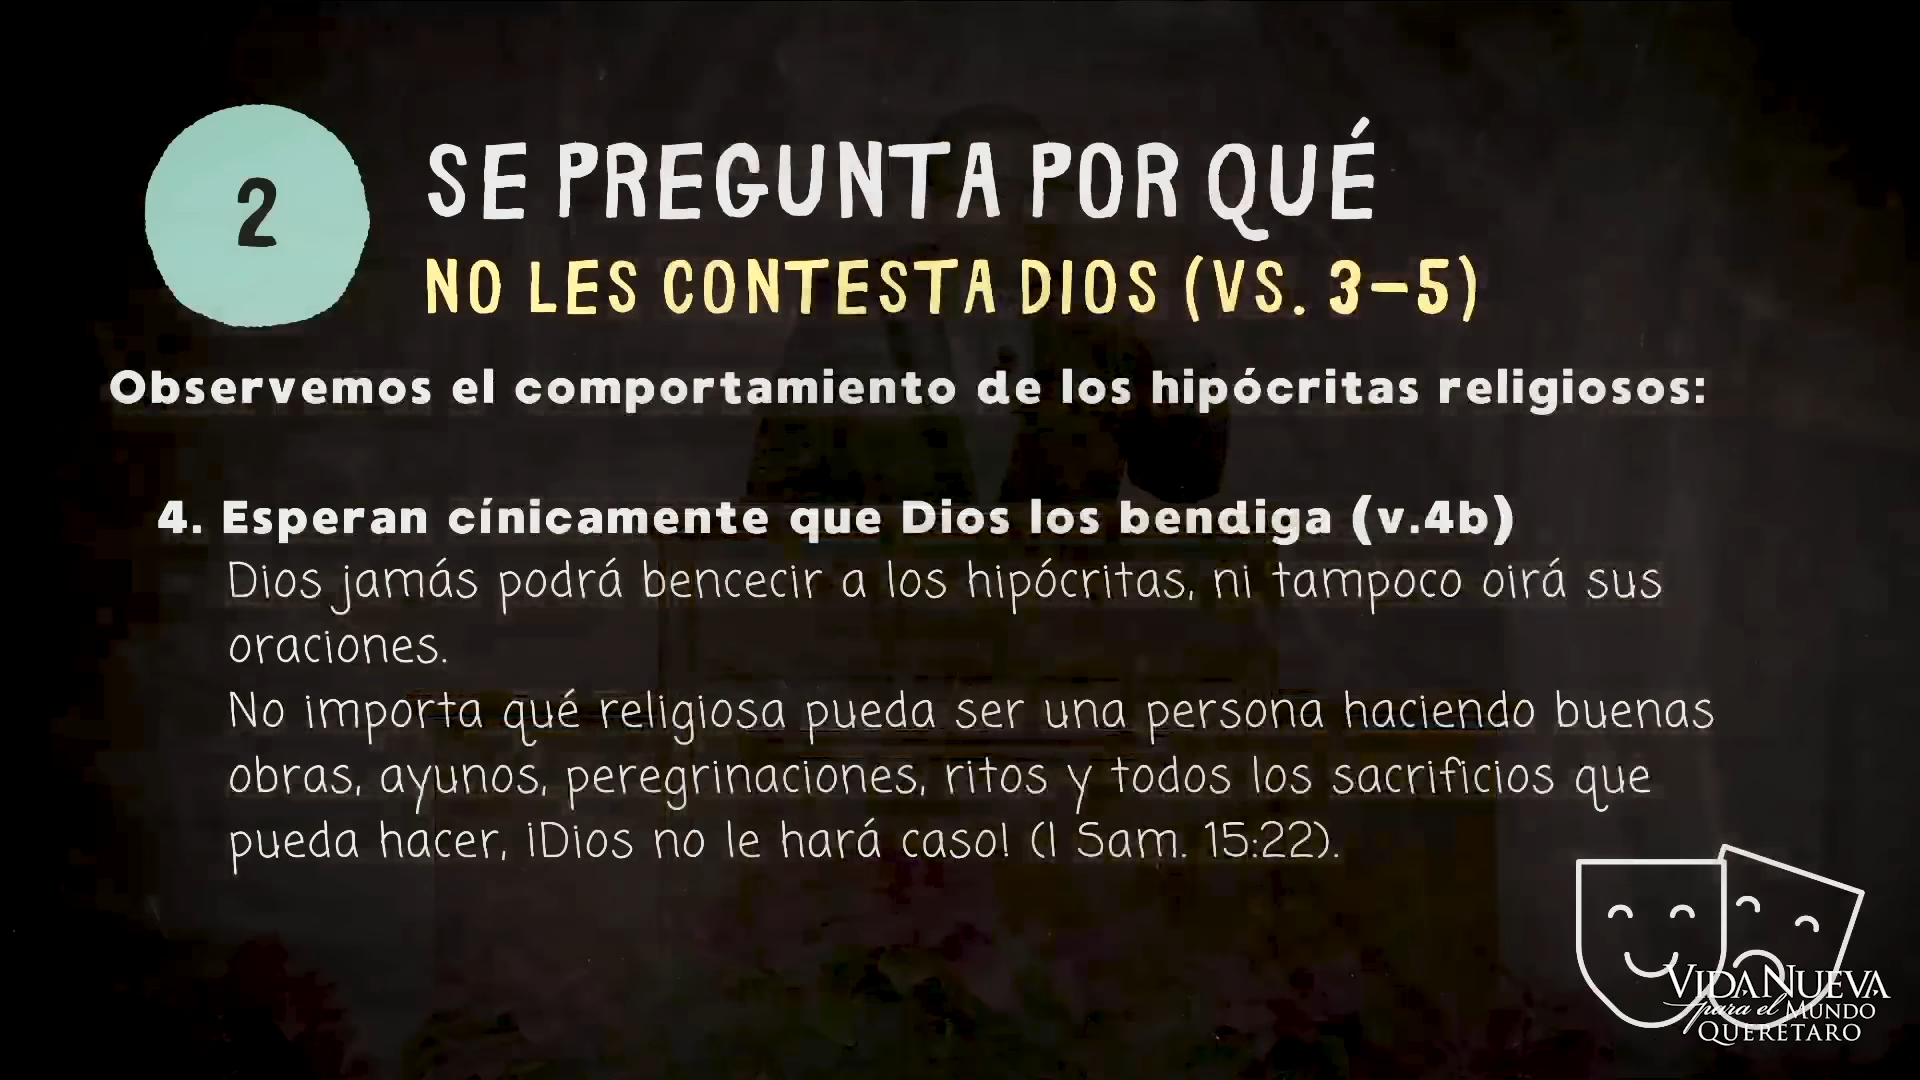 2
SE PREGUNTA POR QUÉ
NO LES CONTESTA DIOS (VS. 3-5)
Observemos el comportamiento de los hipócritas religiosos:
4. Esperan cínicamente que Dios los bendiga (v.4b)
Dios jamás podrá bencecir a los hipócritas, ni tampoco oirá sus
oraciones.
No importa qué religiosa pueda ser una persona haciendo buenas
obras, ayunos, peregrinaciones, ritos y todos los sacrificios que
pueda hacer, ¡Dios no le hará caso! (1 Sam. 15:22).
VIDA NUEVA
para el MUNDO
QUERÉTARO